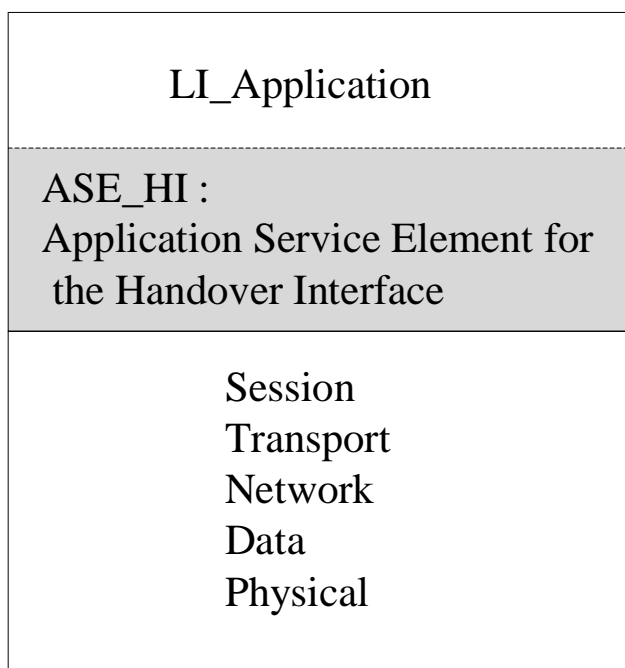 LI_Application
ASE_HI :
Application Service Element for
the Handover Interface
Session
Transport
Network
Data
Physical